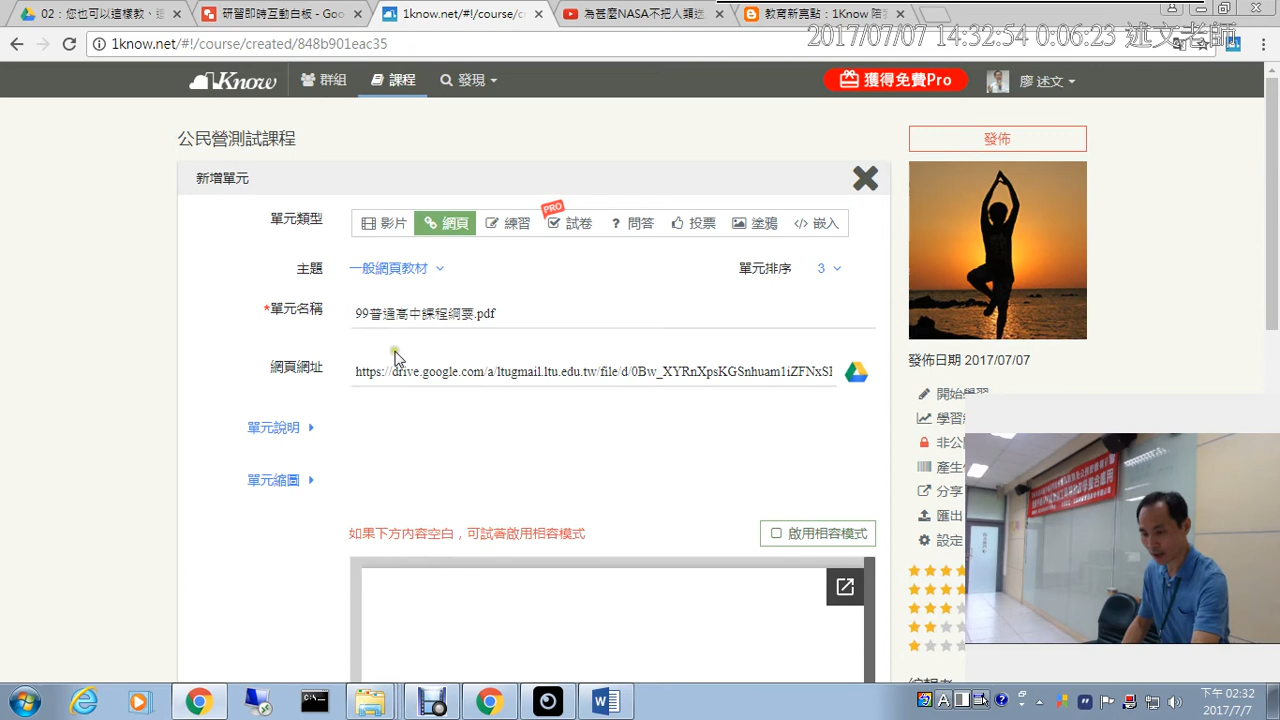 02：您也可以這樣教、遠
研習即時互動白板 - Goog
1know.net/#!/course/c
為甚麼NASA不把人類送
教育新亮點：1Know 陪
1know.net/#!/course/created/848b901eac35
2017/07/07 14:32:54 0:06:23 述文老師
1Know
群組
課程
發現
獲得免費Pro
廖 述文
公民營測試課程
發佈
新增單元
單元類型
影片
網頁
練習
PRO
試卷
? 問答
投票
塗鴉
</> 嵌入
主題
一般網頁教材
單元排序
3
*單元名稱
99普通高中課程綱要.pdf
網頁網址
https://drive.google.com/a/ltugmail.ltu.edu.tw/file/d/0Bw_XYRnXpsKGSnhuam1iZFNxSl
單元說明
單元縮圖
如果下方內容空白，可試著啟用相容模式
啟用相容模式
發佈日期 2017/07/07
開始學習
學習
非公
產生
分享
匯出
設定
下午 02:32
2017/7/7